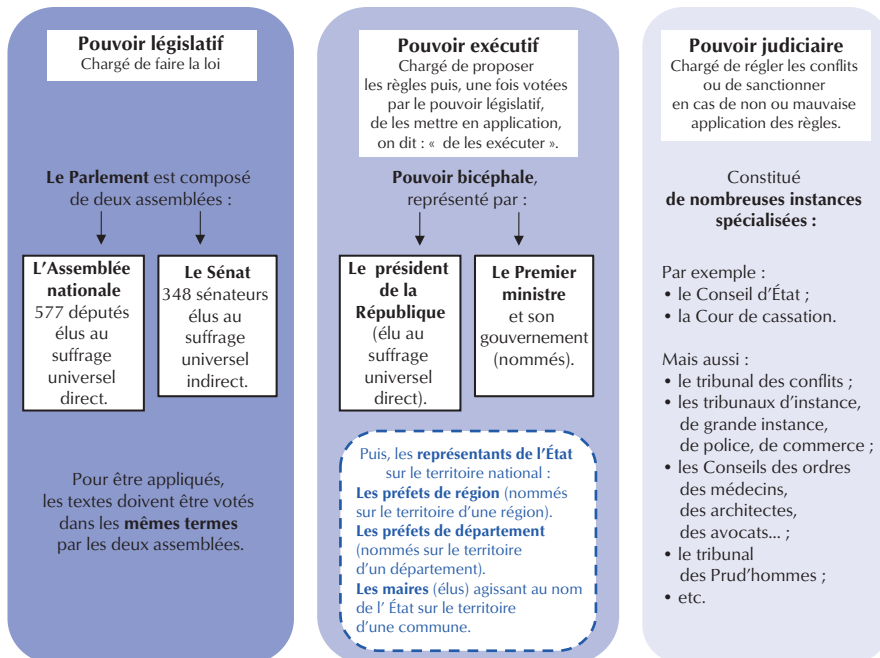 Pouvoir législatif
Chargé de faire la loi
Le Parlement est composé
de deux assemblées :
L'Assemblée
nationale
577 députés
élus au
suffrage
universel
direct.
Le Sénat
348 sénateurs
élus au
suffrage
universel
indirect.
Pour être appliqués,
les textes doivent être votés
dans les mêmes termes
par les deux assemblées.
Pouvoir exécutif
Chargé de proposer
les règles puis, une fois votées
par le pouvoir législatif,
de les mettre en application,
on dit : « de les exécuter ».
Pouvoir bicéphale,
représenté par :
Le président
de la
République
(élu au
suffrage
universel
direct).
Le Premier
ministre
et son
gouvernement
(nommés).
Puis, les représentants de l'État
sur le territoire national :
Les préfets de région (nommés
sur le territoire d'une région).
Les préfets de département
(nommés sur le territoire
d'un département).
Les maires (élus) agissant au nom
de l' État sur le territoire
d'une commune.
Pouvoir judiciaire
Chargé de régler les conflits
ou de sanctionner
en cas de non ou mauvaise
application des règles.
Constitué
de nombreuses instances
spécialisées :
Par exemple :
• le Conseil d'État ;
• la Cour de cassation.
Mais aussi :
• le tribunal des conflits ;
• les tribunaux d'instance,
de grande instance,
de police, de commerce ;
• les Conseils des ordres
des médecins,
des architectes,
des avocats... ;
• le tribunal
des Prud'hommes ;
• etc.